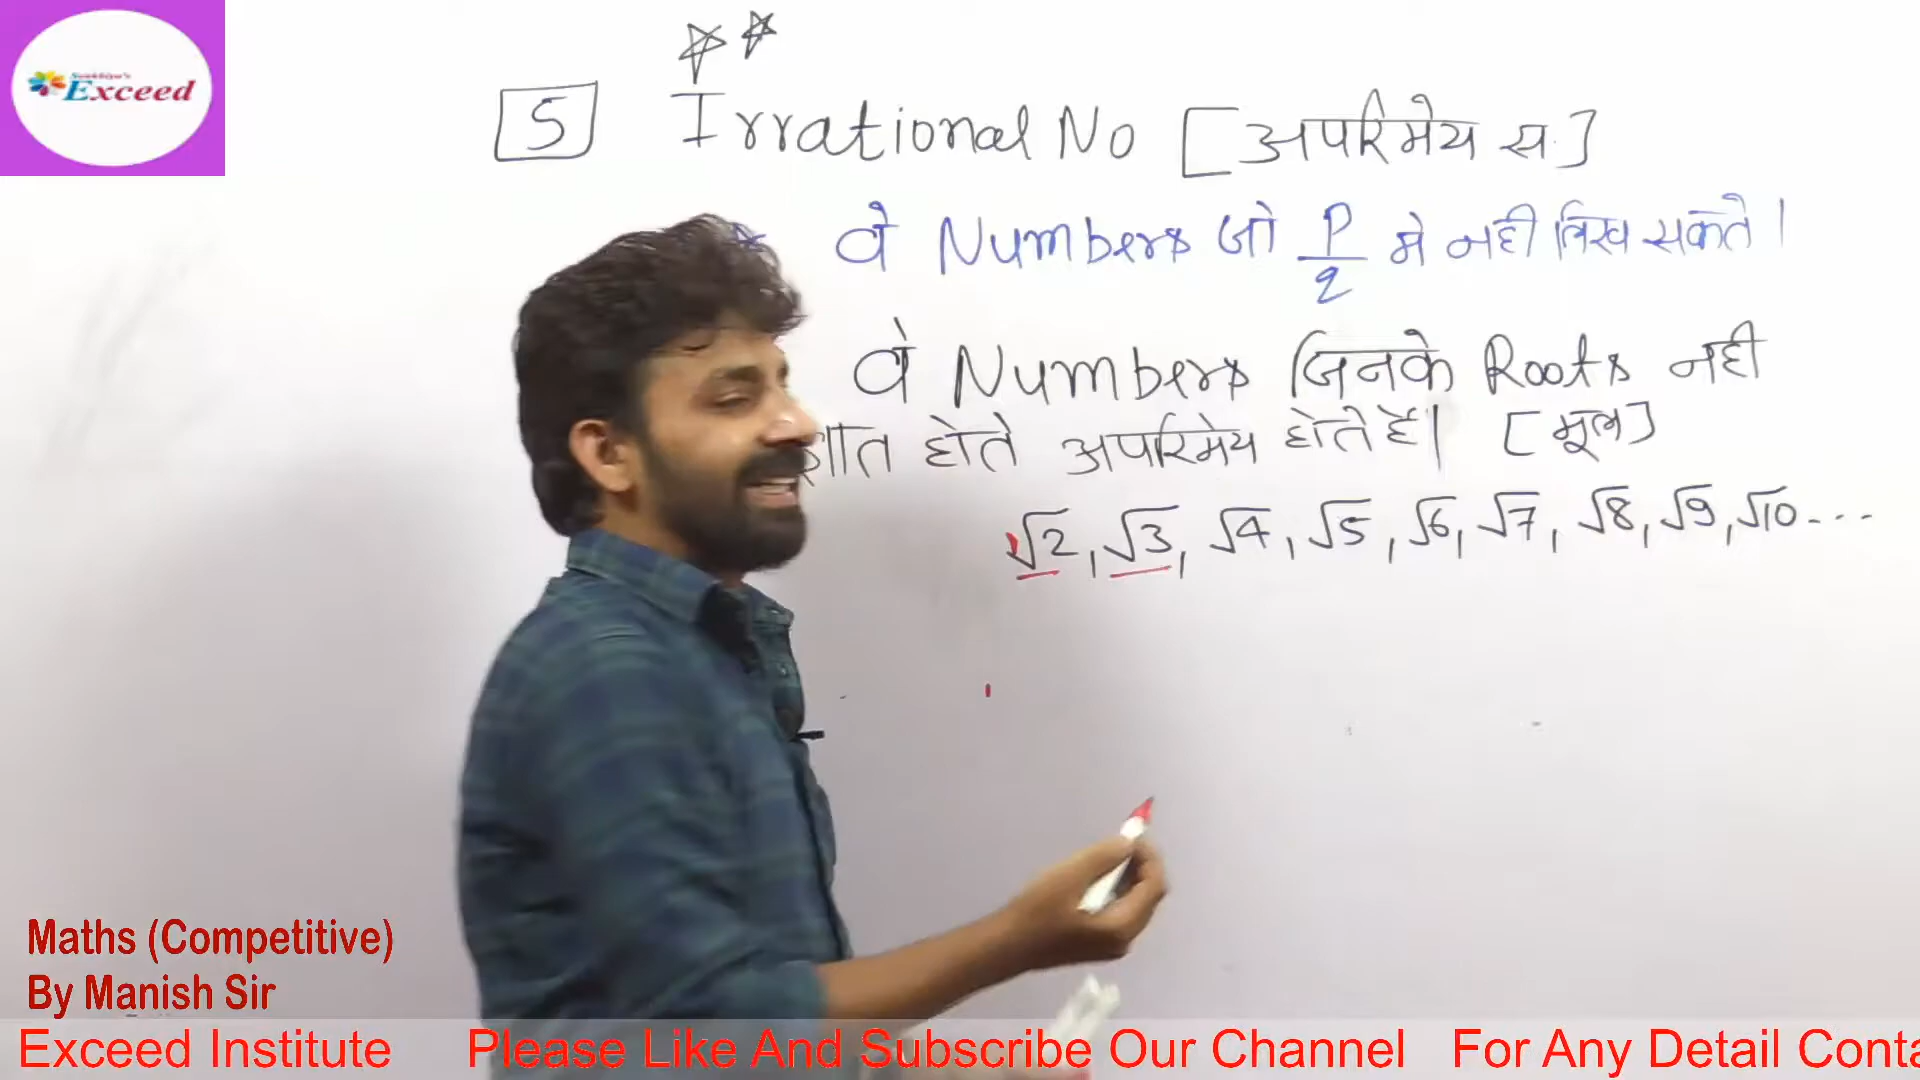 Exceed
5 Irrational No [अपरिमेय स.]
वे Numbers जो P/q मे नही लिख सकते।
वे Numbers जिनके Roots नही
ज्ञात होते अपरिमेय होते है। [मूल]
√2, √3, √4, √5, √6, √7, √8, √9, √10 ...
Maths (Competitive)
By Manish Sir
Exceed Institute Please Like And Subscribe Our Channel For Any Detail Conta